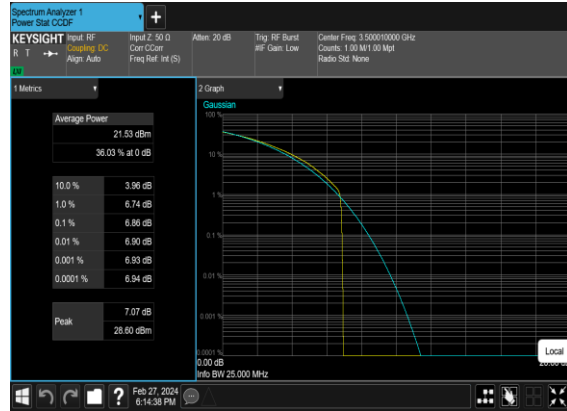 Spectrum Analyzer 1
Power Stat CCDF
KEYSIGHT
R T
LXI
Input: RF
Coupling: DC
Align: Auto
Input Z: 50 Ω
Corr CCorr
Freq Ref: Int (S)
Atten: 20 dB
Trig: RF Burst
#IF Gain: Low
Center Freq: 3.500010000 GHz
Counts: 1.00 M/1.00 Mpt
Radio Std: None
1 Metrics
Average Power
21.53 dBm
36.03 % at 0 dB
10.0 % 3.96 dB
1.0 % 6.74 dB
0.1 % 6.86 dB
0.01 % 6.90 dB
0.001 % 6.93 dB
0.0001 % 6.94 dB
Peak
7.07 dB
28.60 dBm
2 Graph
Gaussian
100 %
10 %
1 %
0.1 %
0.01 %
0.001 %
0.0001 %
0.00 dB
Info BW 25.000 MHz
Local
?
Feb 27, 2024
6:14:38 PM